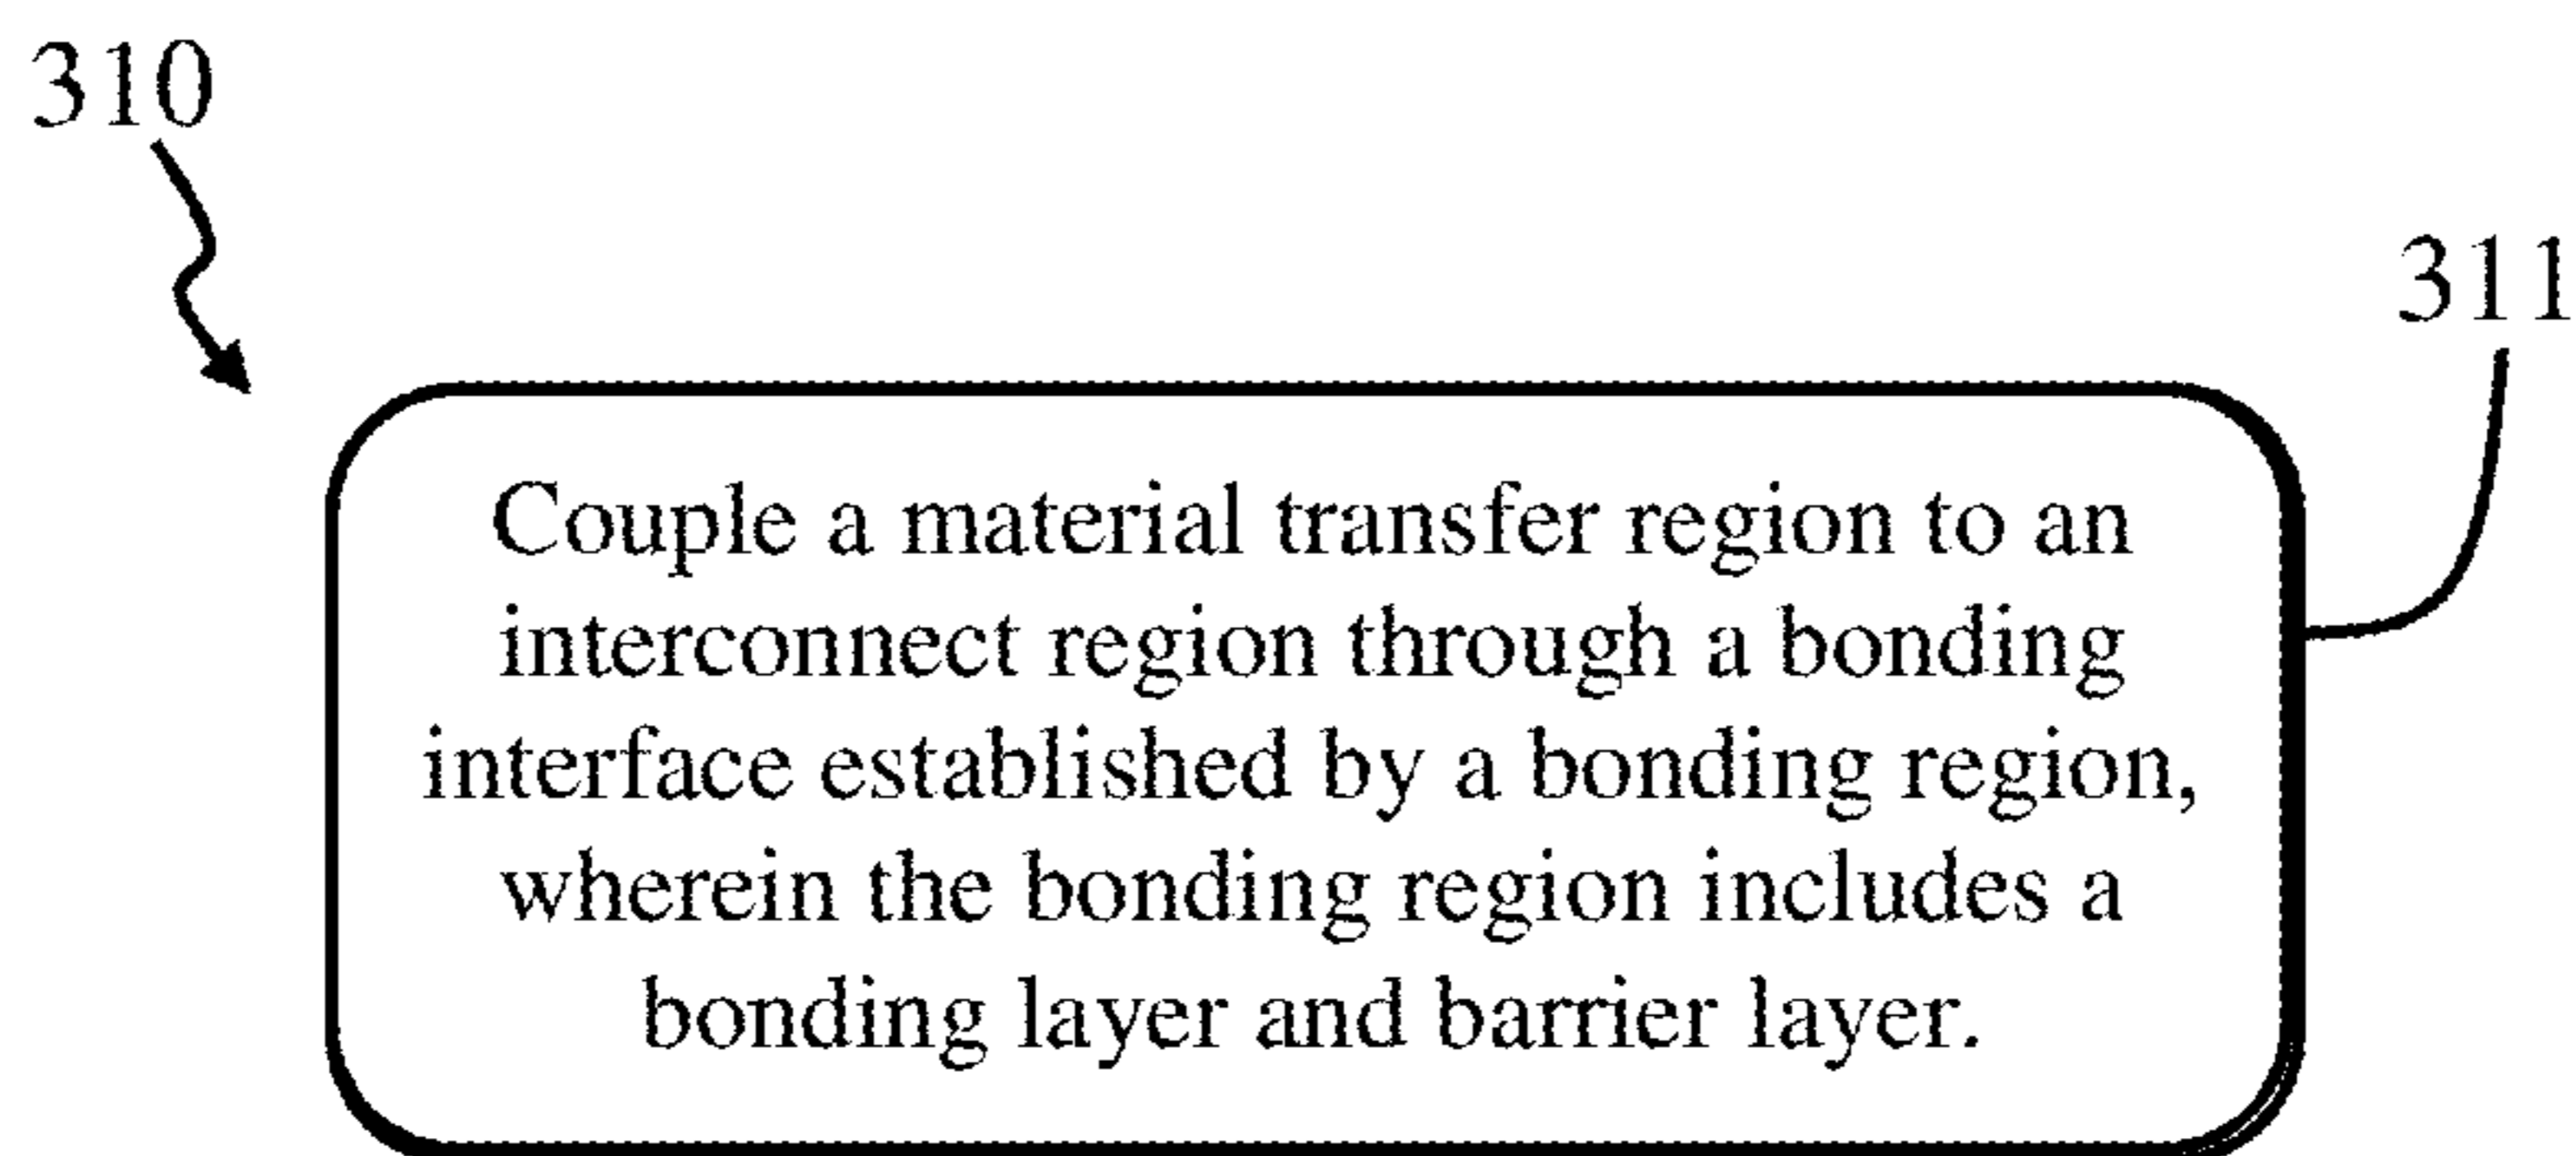 310
311
Couple a material transfer region to an
interconnect region through a bonding
interface established by a bonding region,
wherein the bonding region includes a
bonding layer and barrier layer.